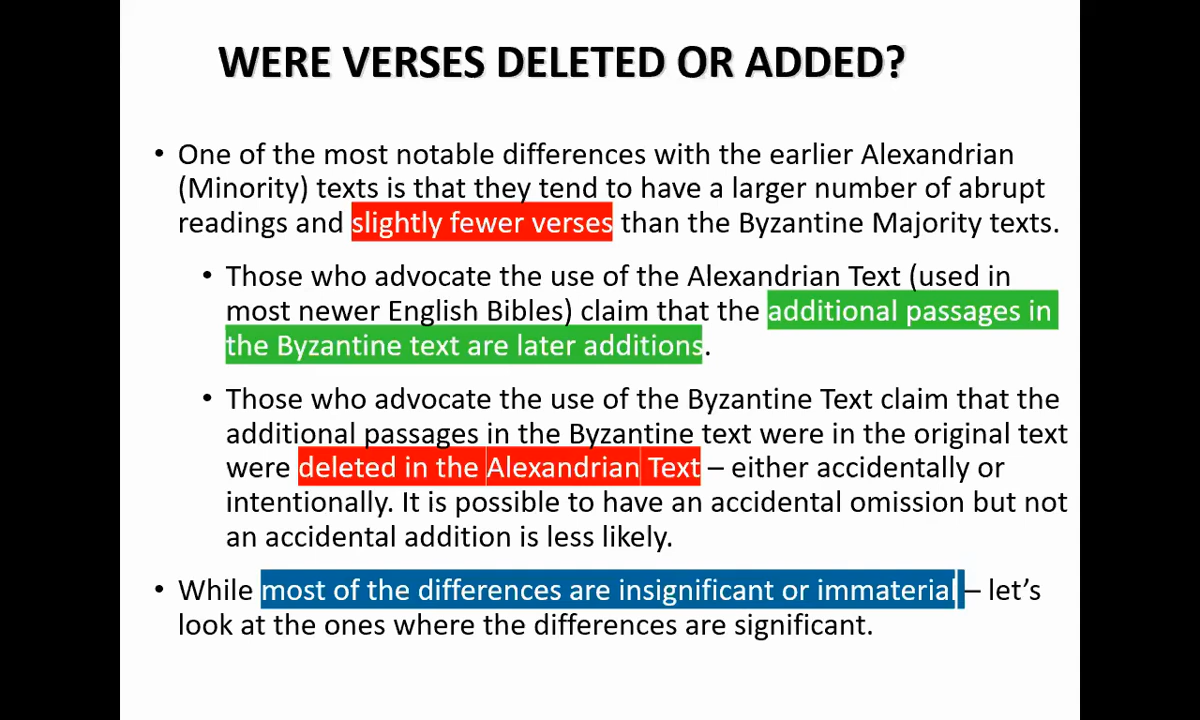 WERE VERSES DELETED OR ADDED?
• One of the most notable differences with the earlier Alexandrian
(Minority) texts is that they tend to have a larger number of abrupt
readings and slightly fewer verses than the Byzantine Majority texts.
• Those who advocate the use of the Alexandrian Text (used in
most newer English Bibles) claim that the additional passages in
the Byzantine text are later additions.
• Those who advocate the use of the Byzantine Text claim that the
additional passages in the Byzantine text were in the original text
were deleted in the Alexandrian Text – either accidentally or
intentionally. It is possible to have an accidental omission but not
an accidental addition is less likely.
• While most of the differences are insignificant or immaterial – let’s
look at the ones where the differences are significant.